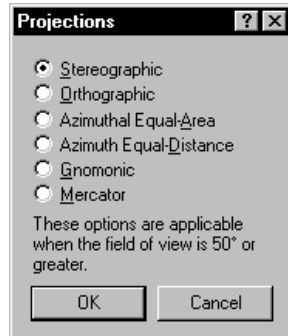 Projections
Stereographic
Orthographic
Azimuthal Equal-Area
Azimuth Equal-Distance
Gnomonic
Mercator
These options are applicable
when the field of view is 50° or
greater.
OK Cancel